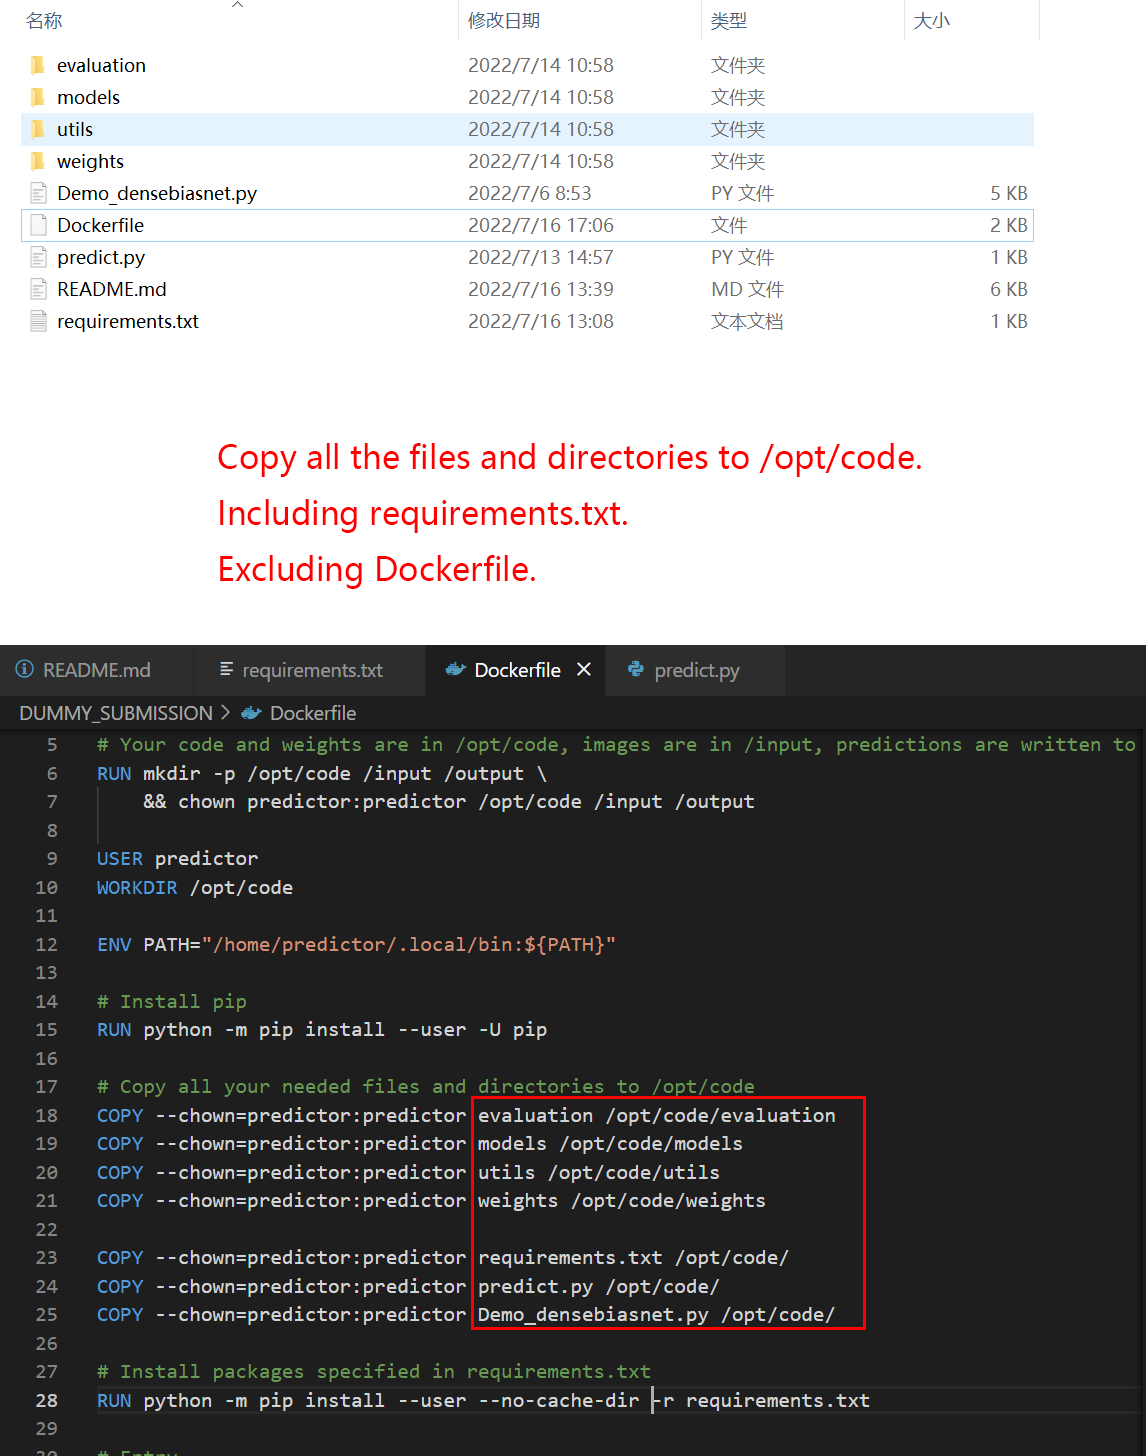 名称 修改日期 类型 大小
evaluation 2022/7/14 10:58 文件夹
models 2022/7/14 10:58 文件夹
utils 2022/7/14 10:58 文件夹
weights 2022/7/14 10:58 文件夹
Demo_densebiasnet.py 2022/7/6 8:53 PY 文件 5 KB
Dockerfile 2022/7/16 17:06 文件 2 KB
predict.py 2022/7/13 14:57 PY 文件 1 KB
README.md 2022/7/16 13:39 MD 文件 6 KB
requirements.txt 2022/7/16 13:08 文本文档 1 KB
Copy all the files and directories to /opt/code.
Including requirements.txt.
Excluding Dockerfile.
README.md requirements.txt Dockerfile predict.py
DUMMY_SUBMISSION > Dockerfile
5 # Your code and weights are in /opt/code, images are in /input, predictions are written to
6 RUN mkdir -p /opt/code /input /output \
7 && chown predictor:predictor /opt/code /input /output
8
9 USER predictor
10 WORKDIR /opt/code
11
12 ENV PATH="/home/predictor/.local/bin:${PATH}"
13
14 # Install pip
15 RUN python -m pip install --user -U pip
16
17 # Copy all your needed files and directories to /opt/code
18 COPY --chown=predictor:predictor evaluation /opt/code/evaluation
19 COPY --chown=predictor:predictor models /opt/code/models
20 COPY --chown=predictor:predictor utils /opt/code/utils
21 COPY --chown=predictor:predictor weights /opt/code/weights
22
23 COPY --chown=predictor:predictor requirements.txt /opt/code/
24 COPY --chown=predictor:predictor predict.py /opt/code/
25 COPY --chown=predictor:predictor Demo_densebiasnet.py /opt/code/
26
27 # Install packages specified in requirements.txt
28 RUN python -m pip install --user --no-cache-dir -r requirements.txt
29
30 # Entry